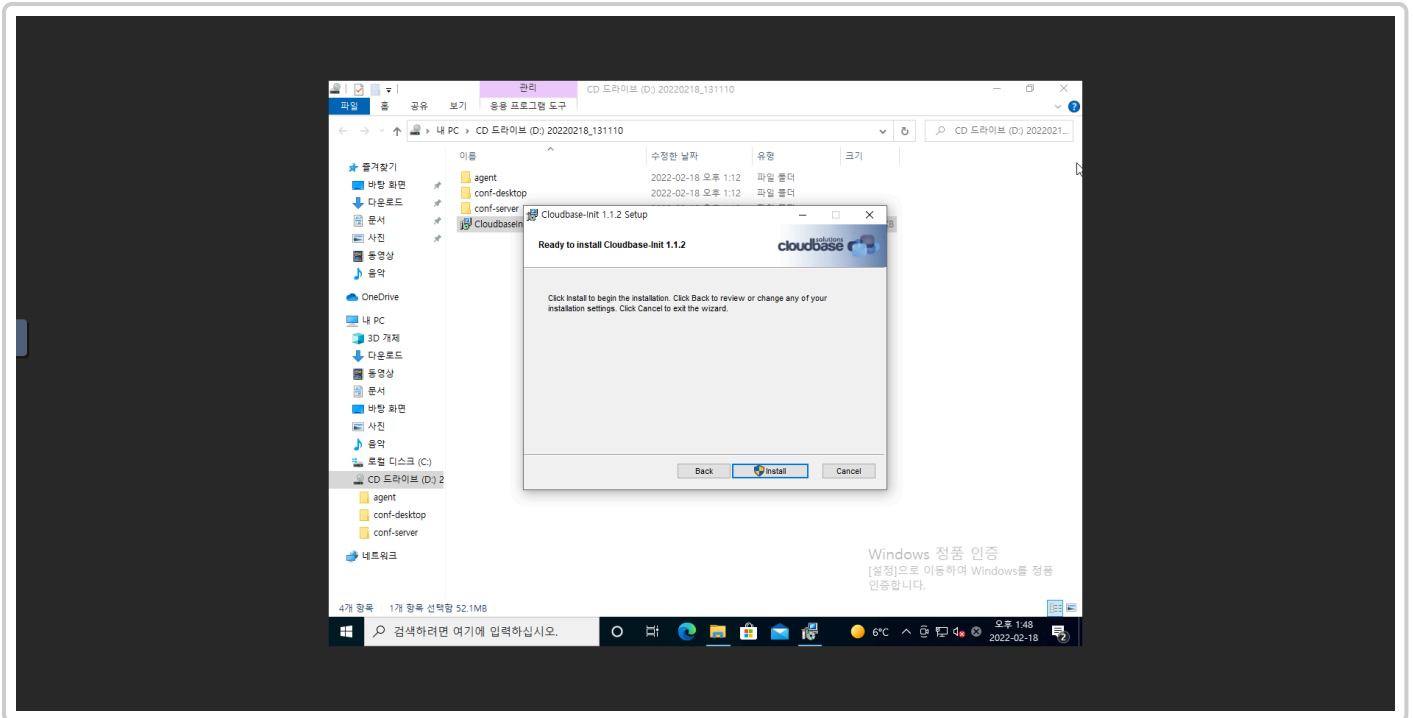 관리
CD 드라이브 (D:) 20220218_131110
파일
홈
공유
보기
응용 프로그램 도구
내 PC › CD 드라이브 (D:) 20220218_131110
CD 드라이브 (D:) 2022021...
이름
수정한 날짜
유형
크기
즐겨찾기
바탕 화면
다운로드
문서
사진
동영상
음악
OneDrive
내 PC
3D 개체
다운로드
동영상
문서
바탕 화면
사진
음악
로컬 디스크 (C:)
CD 드라이브 (D:) 2
agent
conf-desktop
conf-server
네트워크
agent 2022-02-18 오후 1:12 파일 폴더
conf-desktop 2022-02-18 오후 1:12 파일 폴더
conf-server
CloudbaseIn
Cloudbase-Init 1.1.2 Setup
Ready to install Cloudbase-Init 1.1.2
cloudbase solutions
Click Install to begin the installation. Click Back to review or change any of your
installation settings. Click Cancel to exit the wizard.
Back
Install
Cancel
Windows 정품 인증
[설정]으로 이동하여 Windows를 정품
인증합니다.
4개 항목
1개 항목 선택함 52.1MB
검색하려면 여기에 입력하십시오.
6°C
오후 1:48
2022-02-18
2